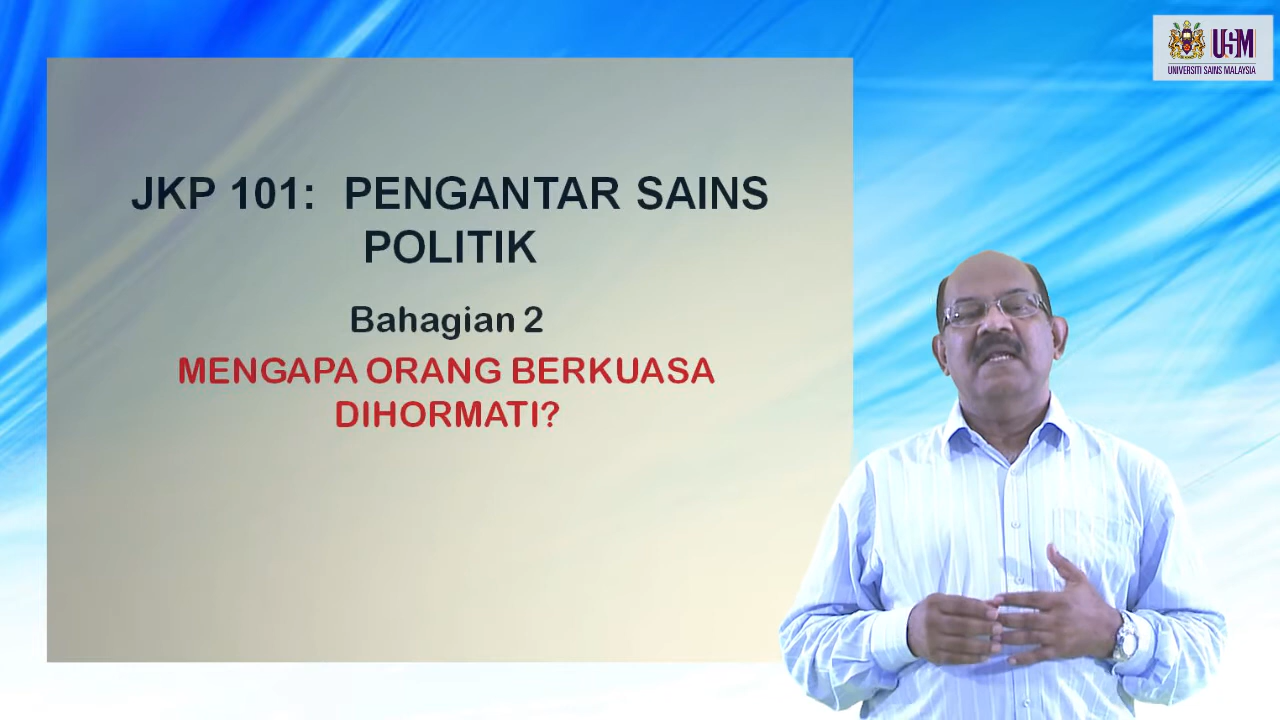 USM
UNIVERSITI SAINS MALAYSIA
JKP 101: PENGANTAR SAINS
POLITIK
Bahagian 2
MENGAPA ORANG BERKUASA
DIHORMATI?